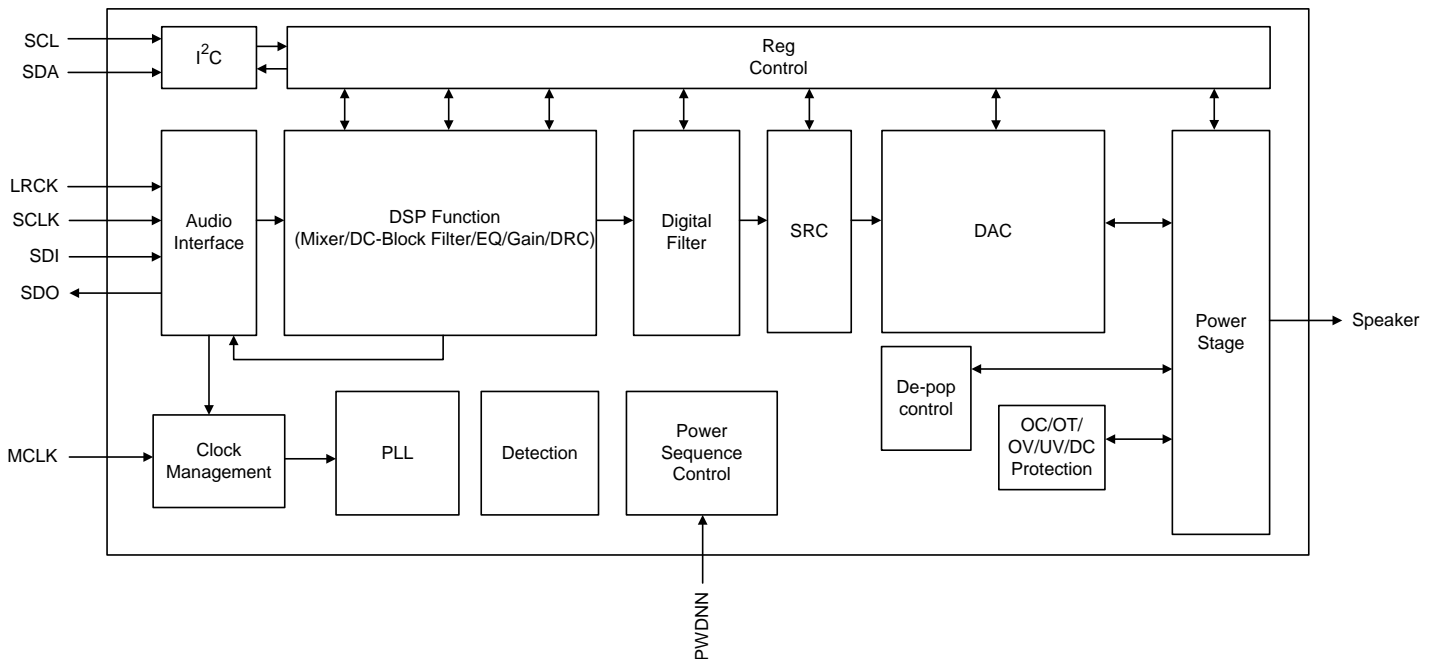 SCL
SDA
I²C
Reg
Control
LRCK
SCLK
SDI
SDO
Audio
Interface
DSP Function
(Mixer/DC-Block Filter/EQ/Gain/DRC)
Digital
Filter
SRC
DAC
Power
Stage
Speaker
De-pop
control
OC/OT/
OV/UV/DC
Protection
MCLK
Clock
Management
PLL
Detection
Power
Sequence
Control
PWDNN